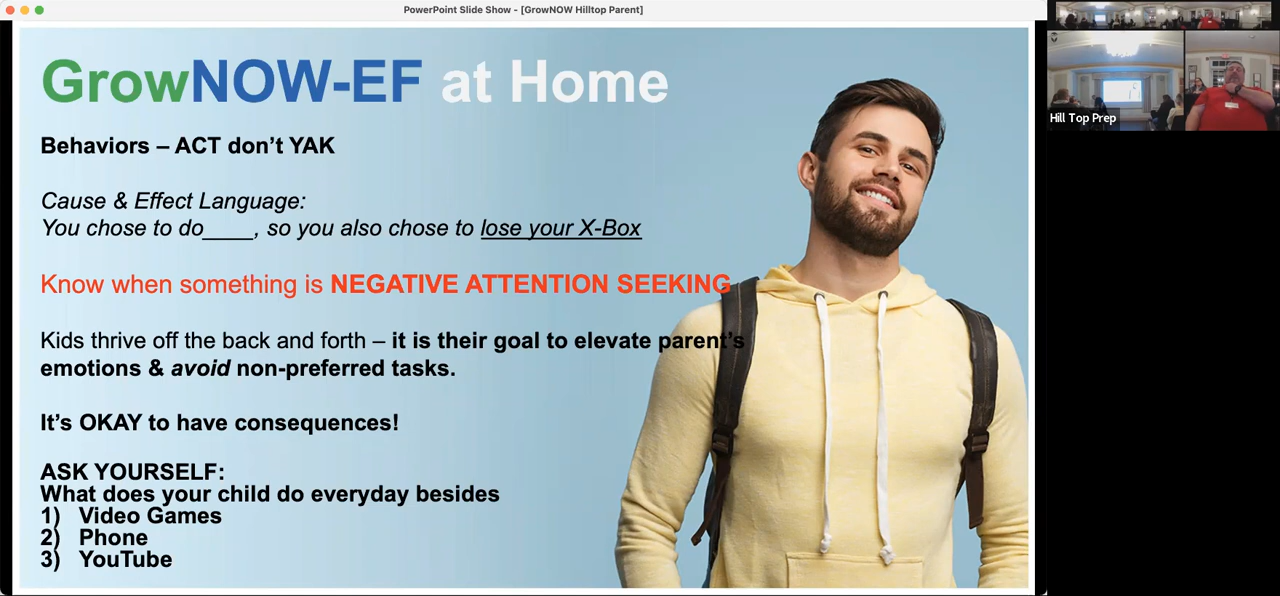 PowerPoint Slide Show - [GrowNOW Hilltop Parent]
GrowNOW-EF at Home
Behaviors – ACT don’t YAK
Cause & Effect Language:
You chose to do____, so you also chose to lose your X-Box
Know when something is NEGATIVE ATTENTION SEEKING
Kids thrive off the back and forth – it is their goal to elevate parent’s
emotions & avoid non-preferred tasks.
It’s OKAY to have consequences!
ASK YOURSELF:
What does your child do everyday besides
1) Video Games
2) Phone
3) YouTube
Hill Top Prep